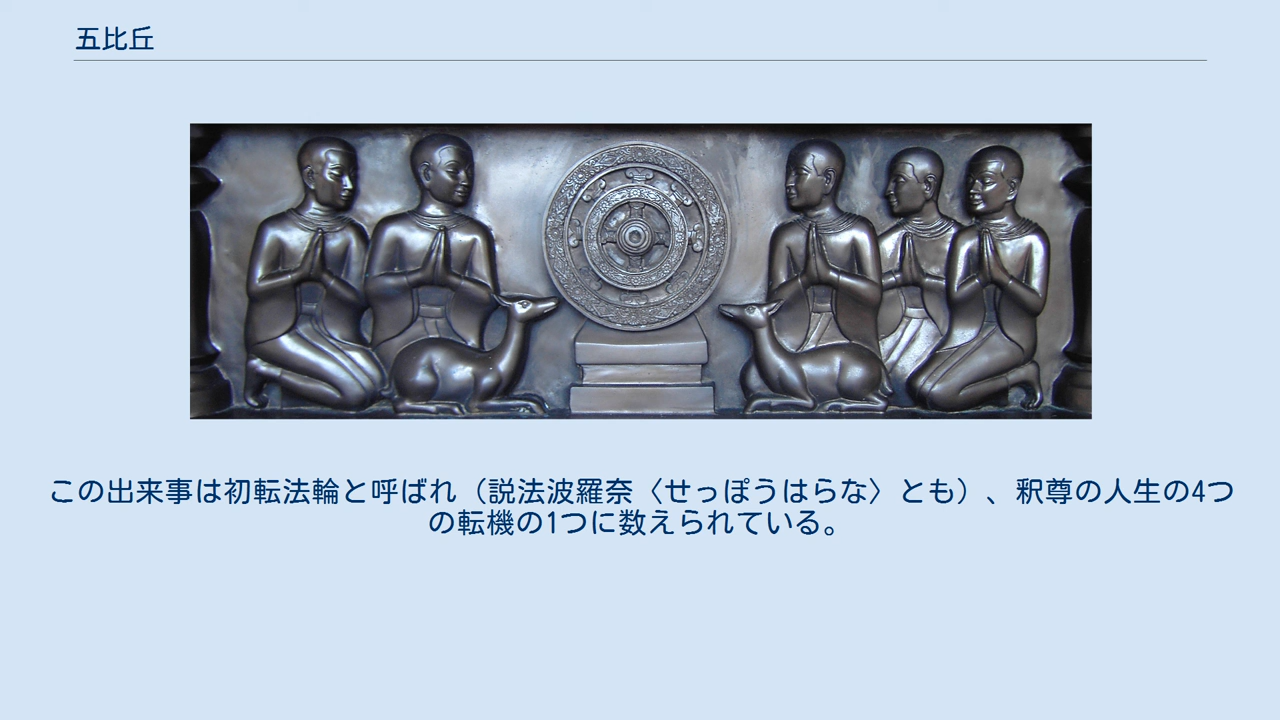 五比丘
この出来事は初転法輪と呼ばれ（説法波羅奈〈せっぽうはらな〉とも）、釈尊の人生の4つ
の転機の1つに数えられている。